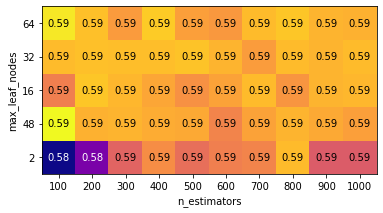 64 0.59 0.59 0.59 0.59 0.59 0.59 0.59 0.59 0.59 0.59
32 0.59 0.59 0.59 0.59 0.59 0.59 0.59 0.59 0.59 0.59
16 0.59 0.59 0.59 0.59 0.59 0.59 0.59 0.59 0.59 0.59
48 0.59 0.59 0.59 0.59 0.59 0.59 0.59 0.59 0.59 0.59
2 0.58 0.58 0.59 0.59 0.59 0.59 0.59 0.59 0.59 0.59
max_leaf_nodes
100 200 300 400 500 600 700 800 900 1000
n_estimators